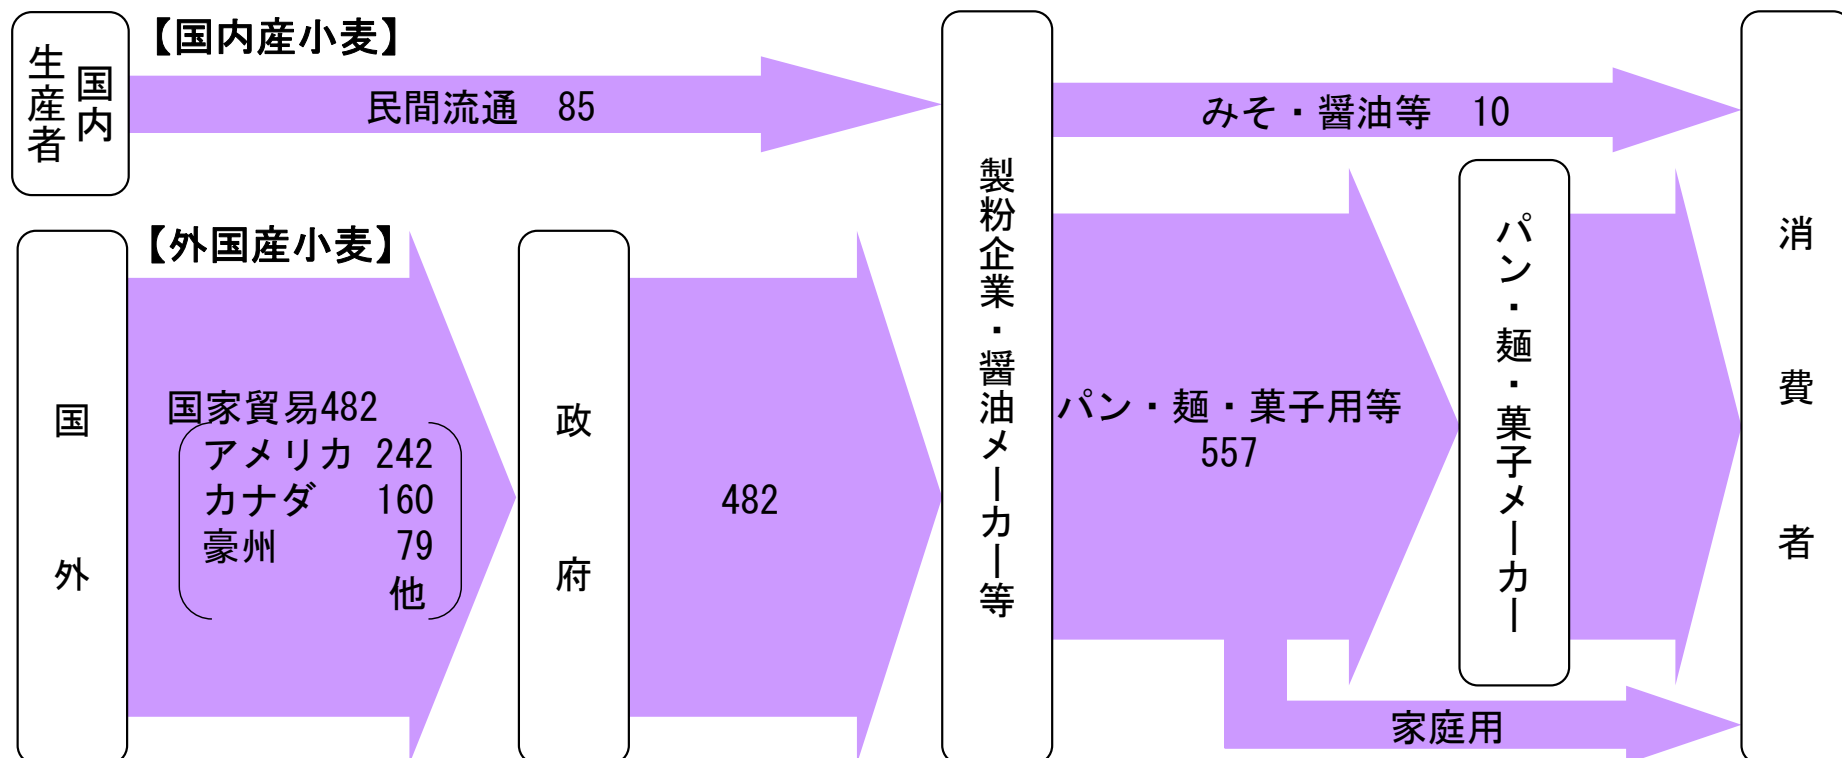 国内
生産者
【国内産小麦】
民間流通　85
【外国産小麦】
国外
国家貿易482
アメリカ 242
カナダ 160
豪州 79
他
政府
482
製粉企業・醤油メーカー等
みそ・醤油等　10
パン・麺・菓子用等
557
パン・麺・菓子メーカー
家庭用
消費者